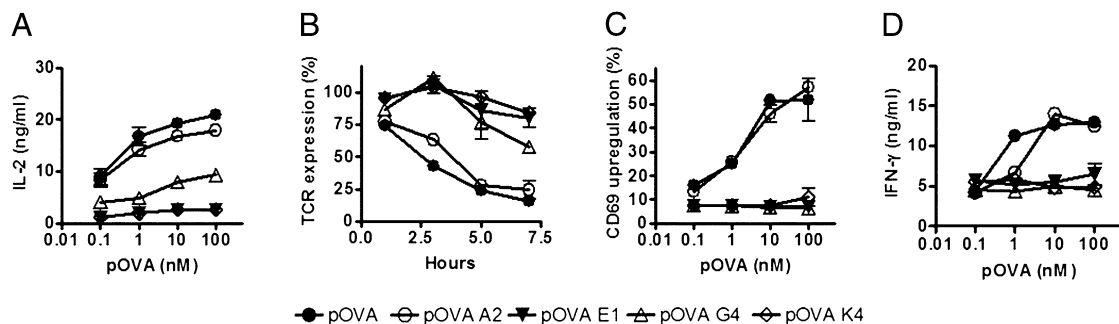 A
B
C
D
IL-2 (ng/ml)
30
20
10
0
0.01 0.1 1 10 100
pOVA (nM)
TCR expression (%)
100
75
50
25
0
0.0 2.5 5.0 7.5
Hours
CD69 upregulation (%)
60
50
40
30
20
10
0
0.01 0.1 1 10 100
pOVA (nM)
IFN-γ (ng/ml)
20
15
10
5
0
0.01 0.1 1 10 100
pOVA (nM)
pOVA pOVA A2 pOVA E1 pOVA G4 pOVA K4